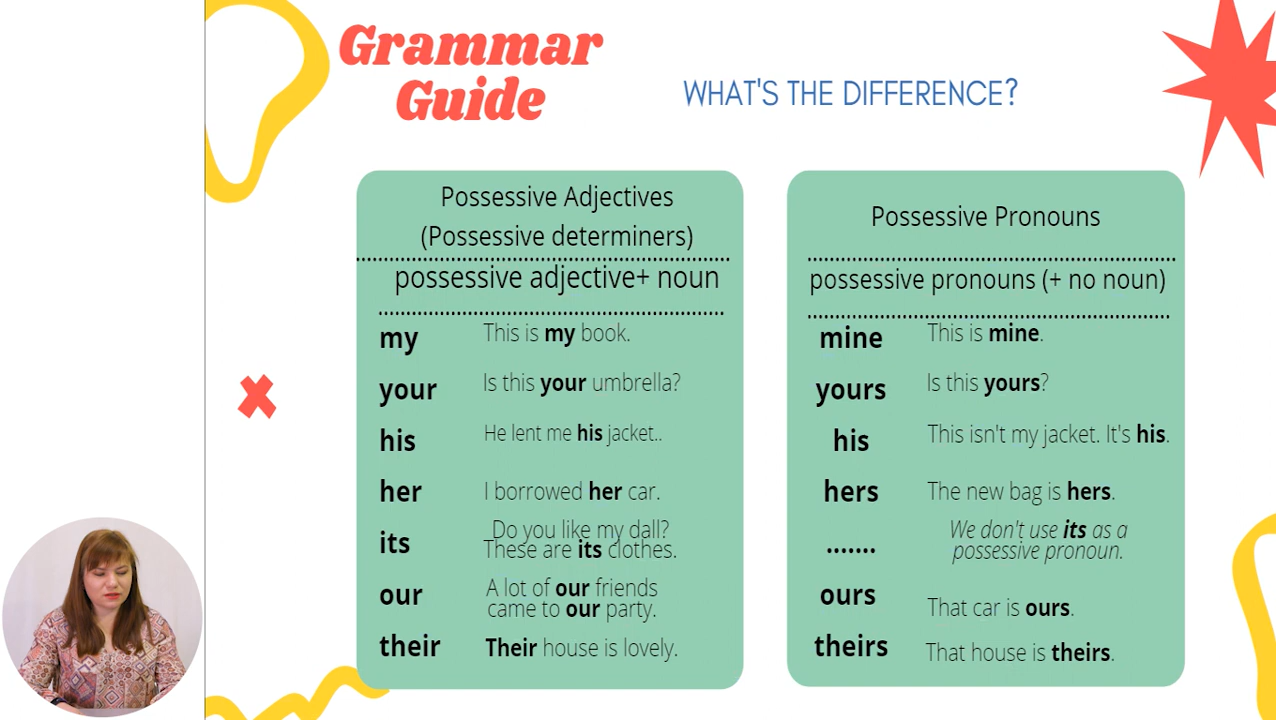 Grammar
Guide
WHAT'S THE DIFFERENCE?
Possessive Adjectives
(Possessive determiners)
possessive adjective+ noun
my This is my book.
your Is this your umbrella?
his He lent me his jacket..
her I borrowed her car.
its Do you like my dall?
These are its clothes.
our A lot of our friends
came to our party.
their Their house is lovely.
Possessive Pronouns
possessive pronouns (+ no noun)
mine This is mine.
yours Is this yours?
his This isn't my jacket. It's his.
hers The new bag is hers.
....... We don't use its as a
possessive pronoun.
ours That car is ours.
theirs That house is theirs.